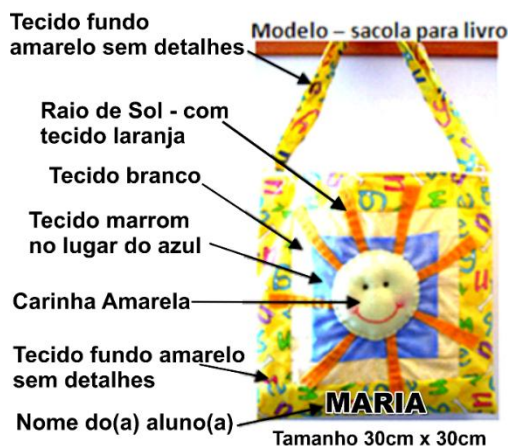 Tecido fundo
amarelo sem detalhes
Modelo – sacola para livro
Raio de Sol - com
tecido laranja
Tecido branco
Tecido marrom
no lugar do azul
Carinha Amarela
Tecido fundo amarelo
sem detalhes
Nome do(a) aluno(a)
MARIA
Tamanho 30cm x 30cm